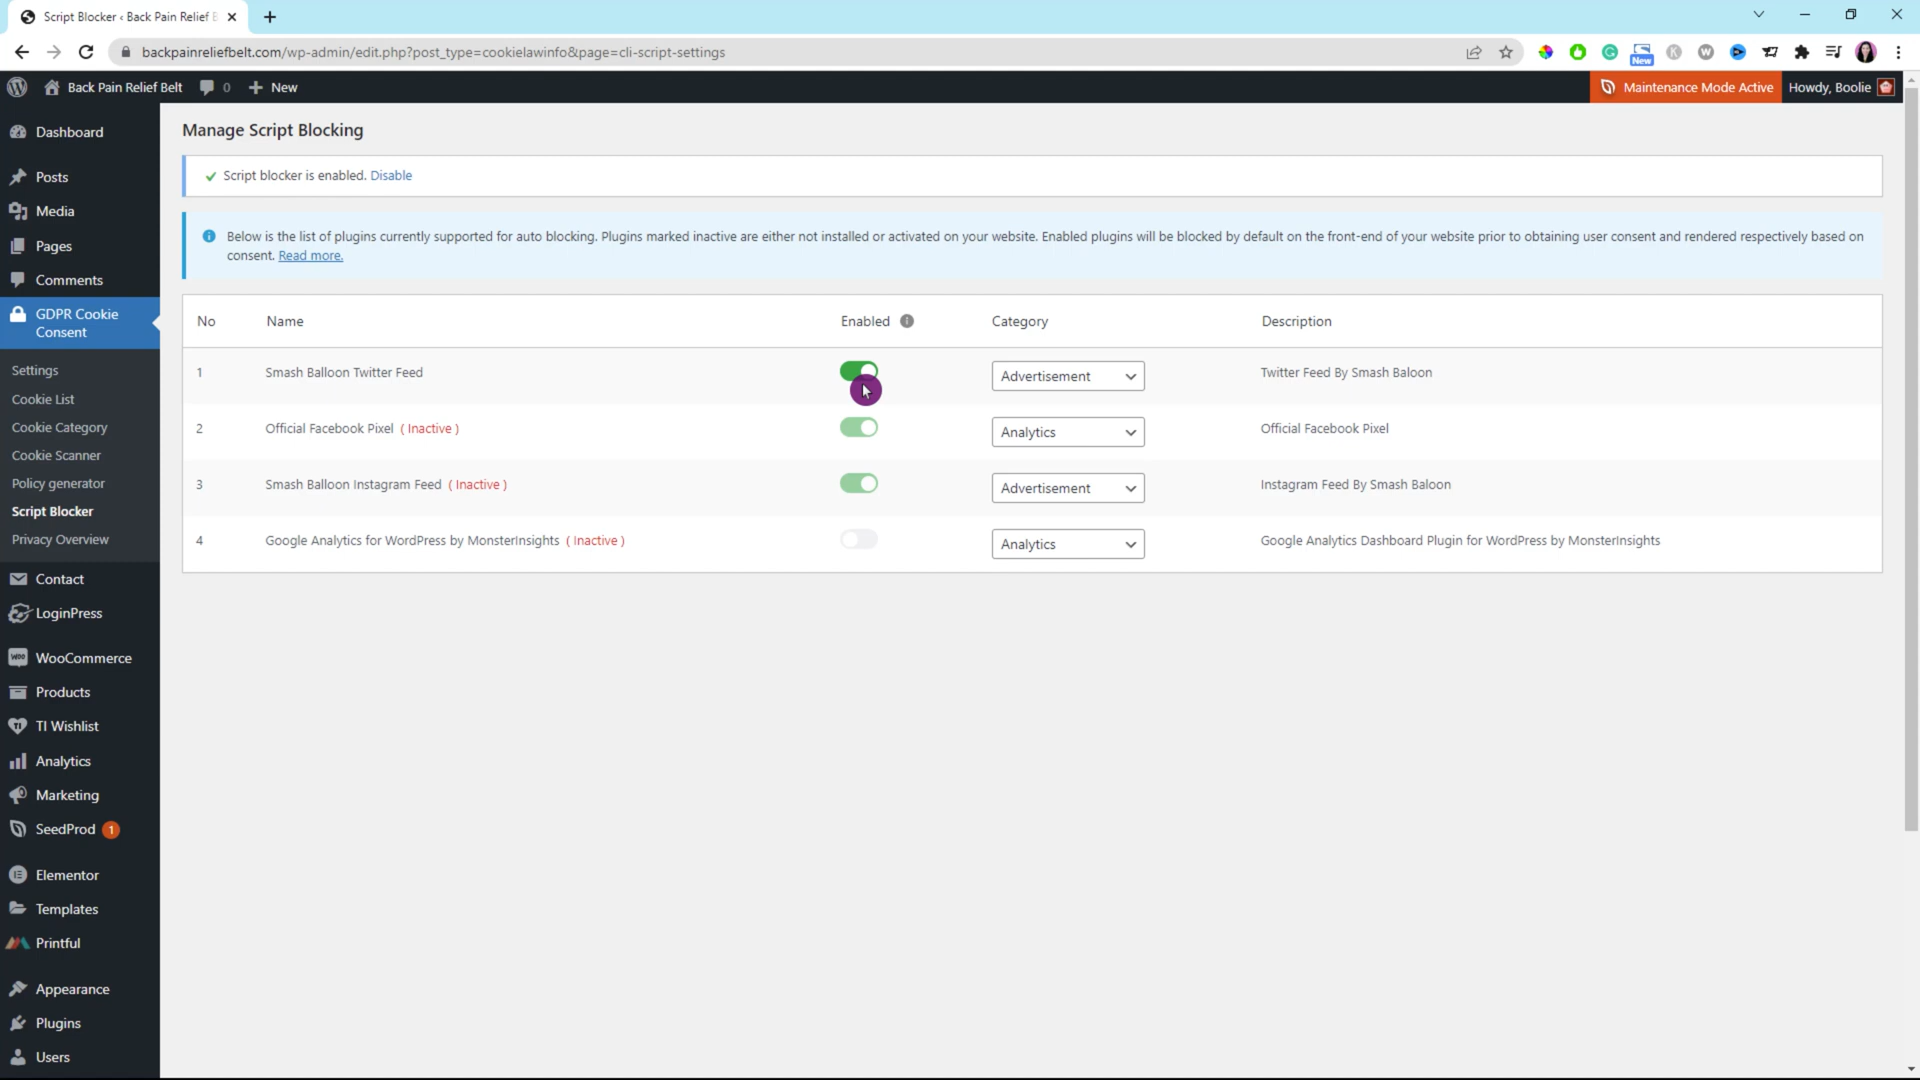 Script Blocker ‹ Back Pain Relief B
backpainreliefbelt.com/wp-admin/edit.php?post_type=cookielawinfo&page=cli-script-settings
New
Back Pain Relief Belt
0
New
Maintenance Mode Active
Howdy, Boolie
Dashboard
Posts
Media
Pages
Comments
GDPR Cookie
Consent
Settings
Cookie List
Cookie Category
Cookie Scanner
Policy generator
Script Blocker
Privacy Overview
Contact
LoginPress
WooCommerce
Products
TI Wishlist
Analytics
Marketing
SeedProd 1
Elementor
Templates
Printful
Appearance
Plugins
Users
Manage Script Blocking
Script blocker is enabled. Disable
Below is the list of plugins currently supported for auto blocking. Plugins marked inactive are either not installed or activated on your website. Enabled plugins will be blocked by default on the front-end of your website prior to obtaining user consent and rendered respectively based on
consent. Read more.
No Name Enabled Category Description
1 Smash Balloon Twitter Feed Advertisement Twitter Feed By Smash Baloon
2 Official Facebook Pixel ( Inactive ) Analytics Official Facebook Pixel
3 Smash Balloon Instagram Feed ( Inactive ) Advertisement Instagram Feed By Smash Baloon
4 Google Analytics for WordPress by MonsterInsights ( Inactive ) Analytics Google Analytics Dashboard Plugin for WordPress by MonsterInsights